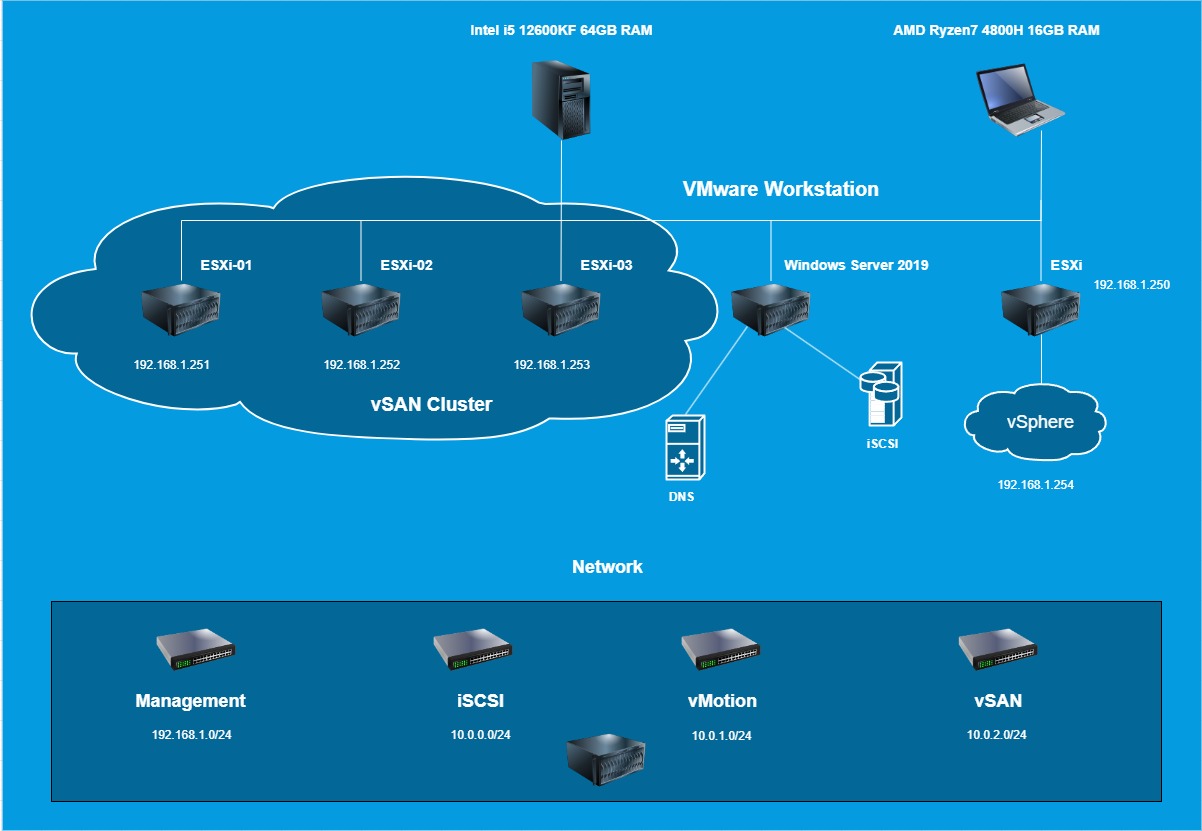 Intel i5 12600KF 64GB RAM
AMD Ryzen7 4800H 16GB RAM
VMware Workstation
ESXi-01
ESXi-02
ESXi-03
Windows Server 2019
ESXi
192.168.1.250
192.168.1.251
192.168.1.252
192.168.1.253
vSAN Cluster
vSphere
iSCSI
192.168.1.254
DNS
Network
Management
iSCSI
vMotion
vSAN
192.168.1.0/24
10.0.0.0/24
10.0.1.0/24
10.0.2.0/24